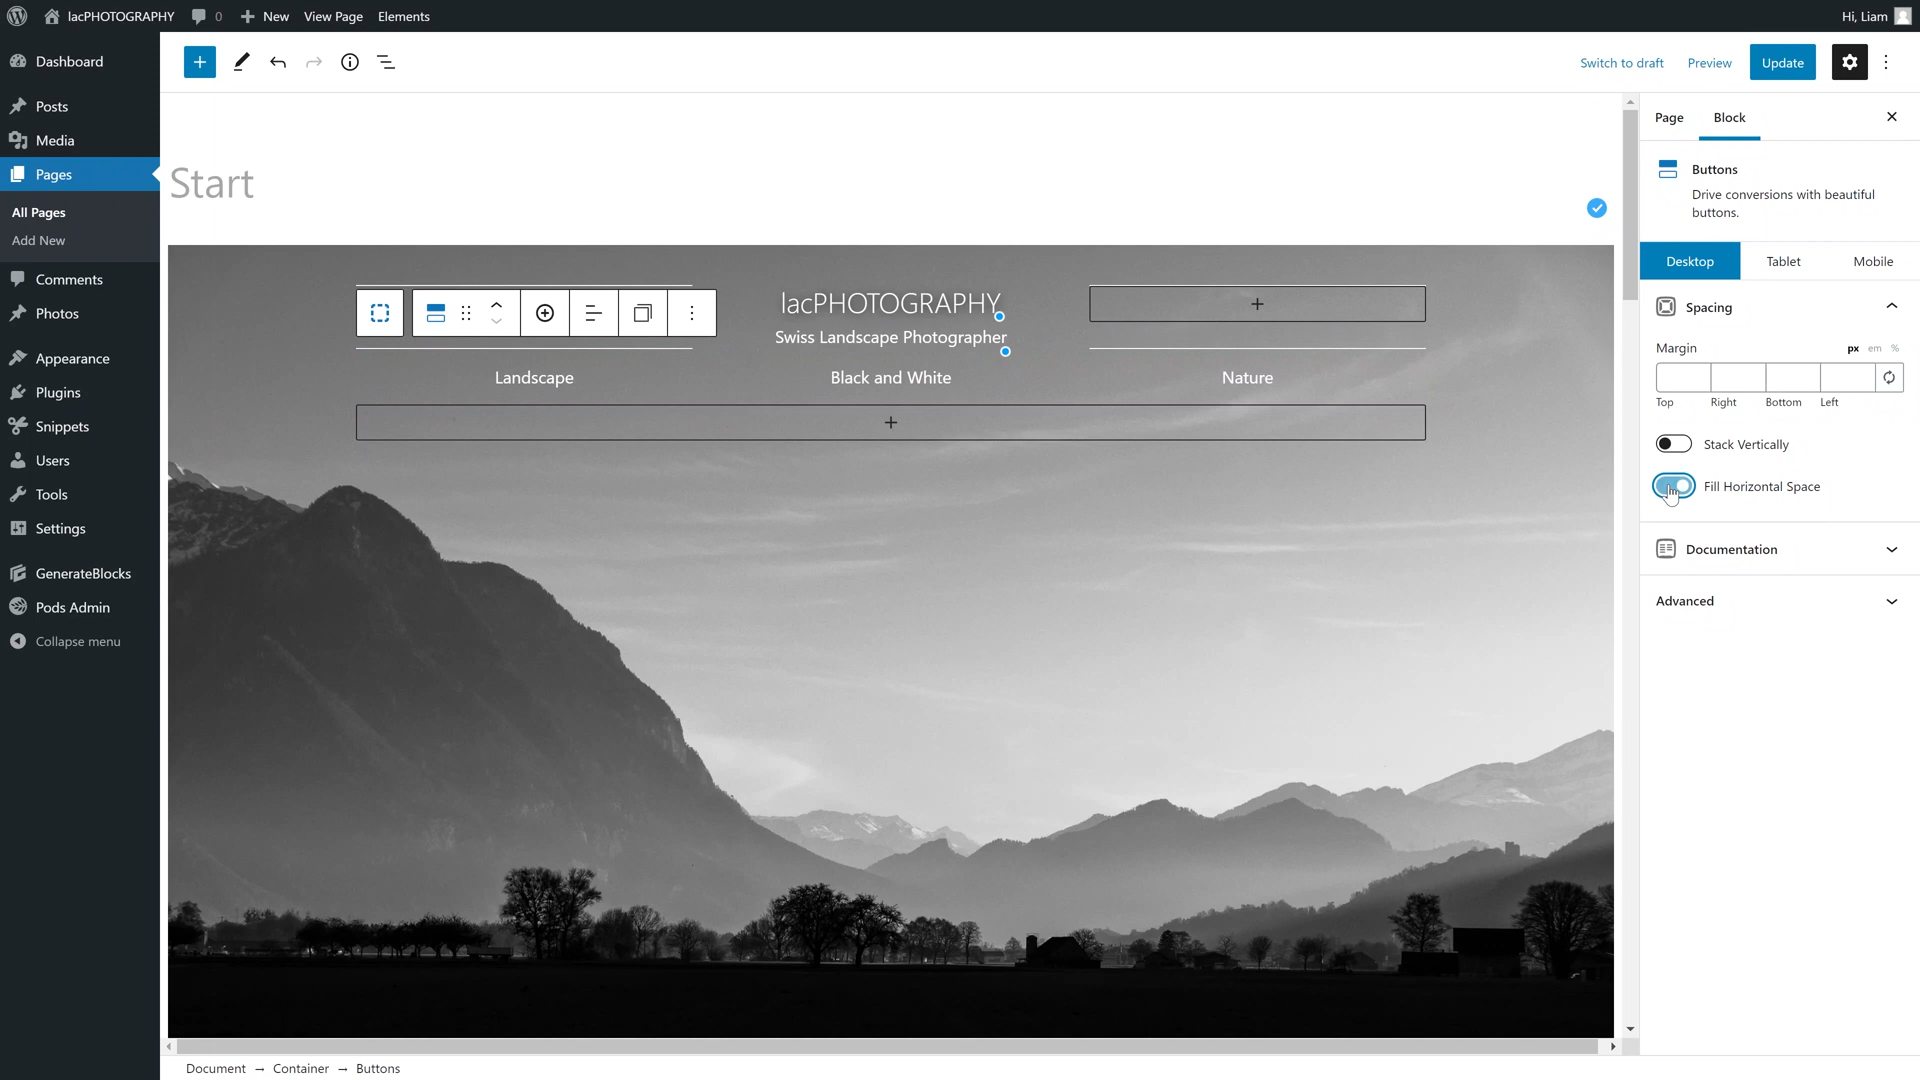 lacPHOTOGRAPHY 0 New View Page Elements Hi, Liam
Dashboard
Posts
Media
Pages
All Pages
Add New
Comments
Photos
Appearance
Plugins
Snippets
Users
Tools
Settings
GenerateBlocks
Pods Admin
Collapse menu
Switch to draft Preview Update
Start
lacPHOTOGRAPHY
Swiss Landscape Photographer
Landscape Black and White Nature
Page Block
Buttons
Drive conversions with beautiful
buttons.
Desktop Tablet Mobile
Spacing
Margin px em %
Top Right Bottom Left
Stack Vertically
Fill Horizontal Space
Documentation
Advanced
Document → Container → Buttons